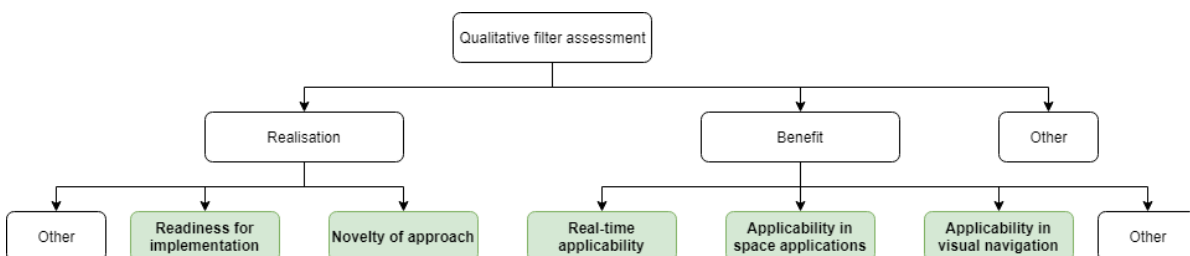 Qualitative filter assessment
Realisation
Benefit
Other
Other
Readiness for
implementation
Novelty of approach
Real-time
applicability
Applicability in
space applications
Applicability in
visual navigation
Other